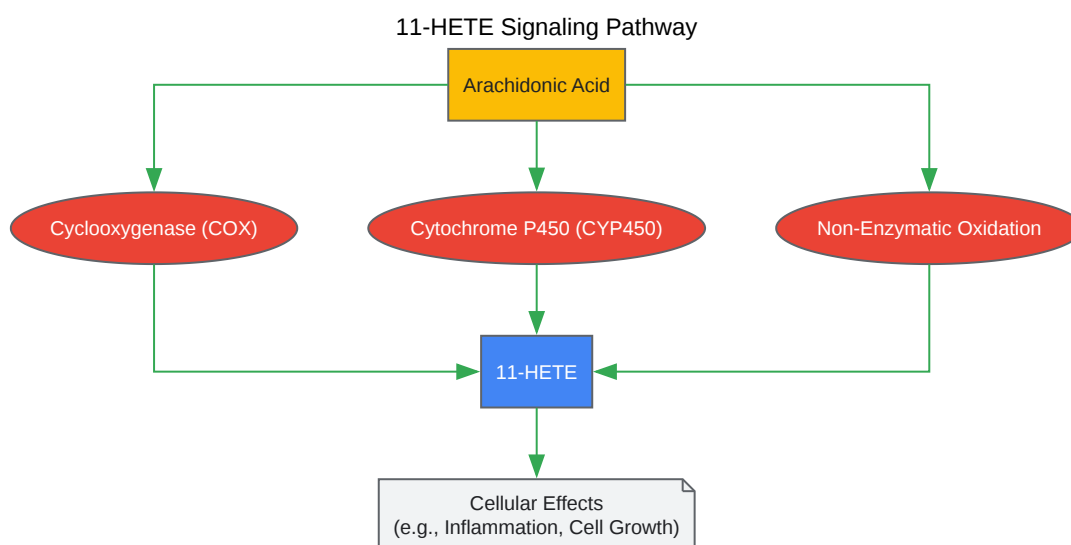 11-HETE Signaling Pathway
Arachidonic Acid
Cyclooxygenase (COX)
Cytochrome P450 (CYP450)
Non-Enzymatic Oxidation
11-HETE
Cellular Effects
(e.g., Inflammation, Cell Growth)